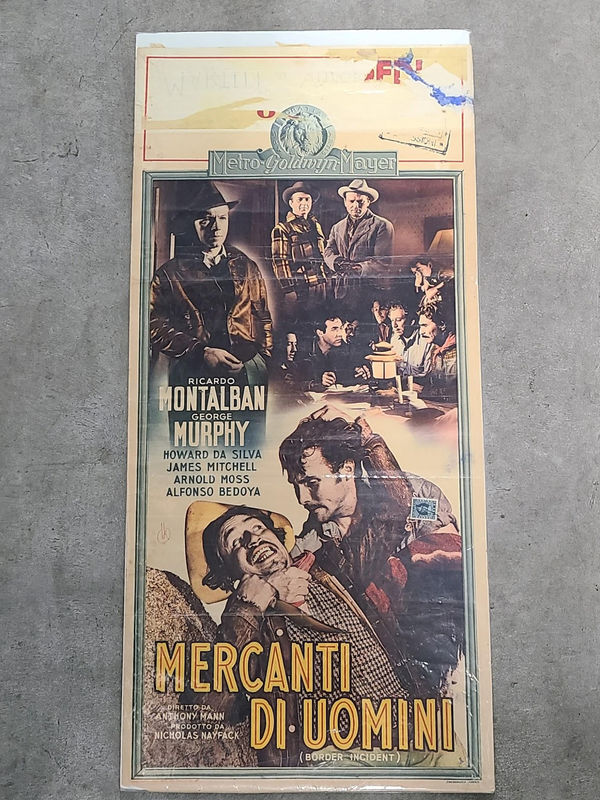 Metro-Goldwyn-Mayer
RICARDO
MONTALBAN
GEORGE
MURPHY
HOWARD DA SILVA
JAMES MITCHELL
ARNOLD MOSS
ALFONSO BEDOYA
MERCANTI
DI·UOMINI
(BORDER INCIDENT)
DIRETTO DA
ANTHONY MANN
PRODOTTO DA
NICHOLAS NAYFACK